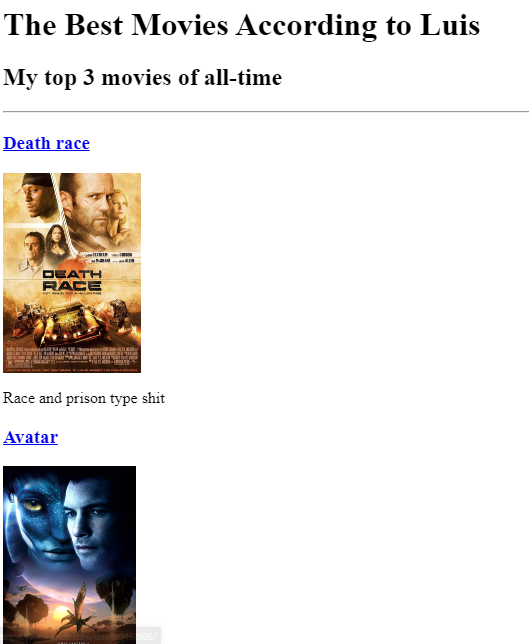 The Best Movies According to Luis
My top 3 movies of all-time
Death race
DEATH
RACE
Race and prison type shit
Avatar